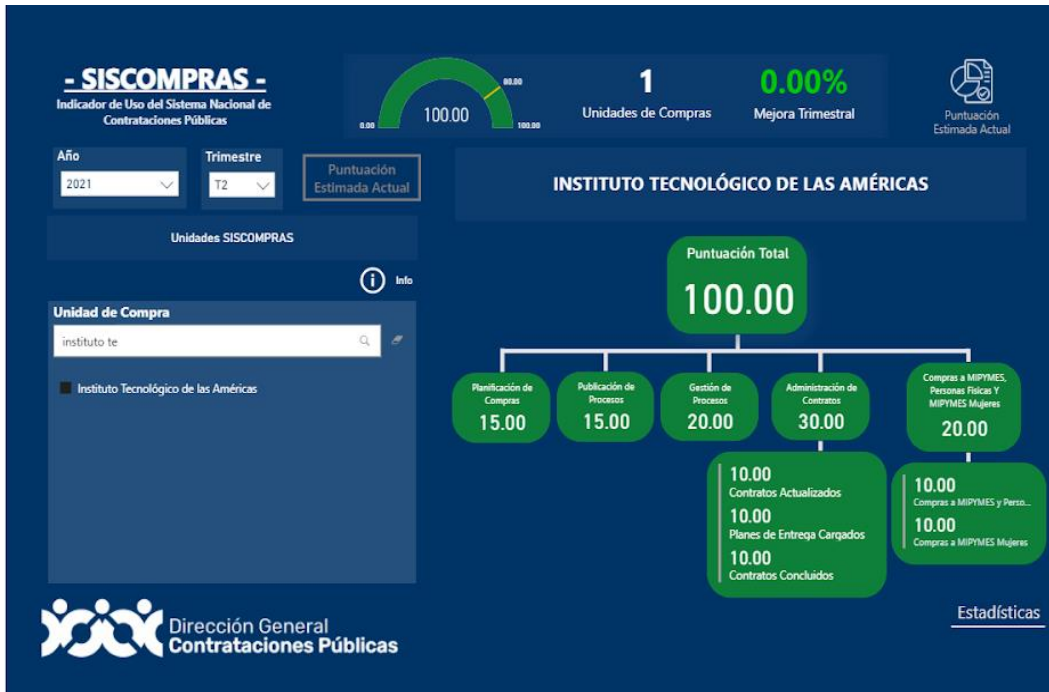 - SISCOMPRAS -
Indicador de Uso del Sistema Nacional de
Contrataciones Públicas
0.00
100.00
80.00
100.00
1
Unidades de Compras
0.00%
Mejora Trimestral
Puntuación
Estimada Actual
Año
2021
Trimestre
T2
Puntuación
Estimada Actual
INSTITUTO TECNOLÓGICO DE LAS AMÉRICAS
Unidades SISCOMPRAS
Info
Unidad de Compra
instituto te
Instituto Tecnológico de las Américas
Puntuación Total
100.00
Planificación de
Compras
15.00
Publicación de
Procesos
15.00
Gestión de
Procesos
20.00
Administración de
Contratos
30.00
Compras a MIPYMES,
Personas Físicas Y
MIPYMES Mujeres
20.00
10.00
Contratos Actualizados
10.00
Planes de Entrega Cargados
10.00
Contratos Concluidos
10.00
Compras a MIPYMES y Perso...
10.00
Compras a MIPYMES Mujeres
Dirección General
Contrataciones Públicas
Estadísticas